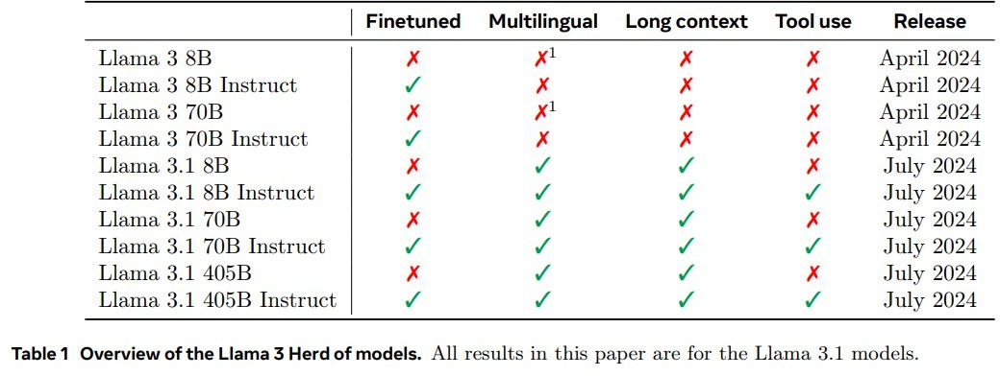 Finetuned Multilingual Long context Tool use Release
Llama 3 8B ✗ ✗¹ ✗ ✗ April 2024
Llama 3 8B Instruct ✓ ✗ ✗ ✗ April 2024
Llama 3 70B ✗ ✗¹ ✗ ✗ April 2024
Llama 3 70B Instruct ✓ ✗ ✗ ✗ April 2024
Llama 3.1 8B ✗ ✓ ✓ ✗ July 2024
Llama 3.1 8B Instruct ✓ ✓ ✓ ✓ July 2024
Llama 3.1 70B ✗ ✓ ✓ ✗ July 2024
Llama 3.1 70B Instruct ✓ ✓ ✓ ✓ July 2024
Llama 3.1 405B ✗ ✓ ✓ ✗ July 2024
Llama 3.1 405B Instruct ✓ ✓ ✓ ✓ July 2024
Table 1 Overview of the Llama 3 Herd of models. All results in this paper are for the Llama 3.1 models.